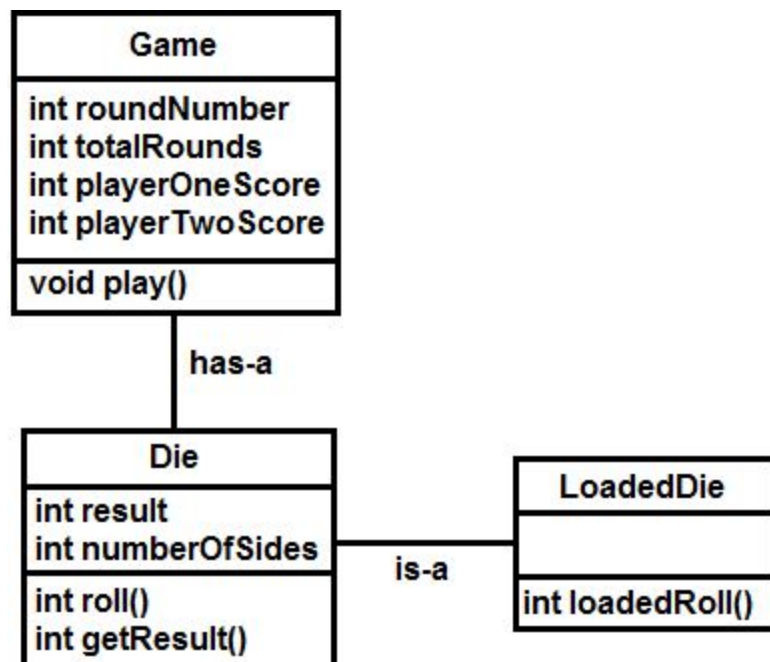 Game
int roundNumber
int totalRounds
int playerOneScore
int playerTwoScore
void play()
has-a
Die
int result
int numberOfSides
int roll()
int getResult()
is-a
LoadedDie
int loadedRoll()